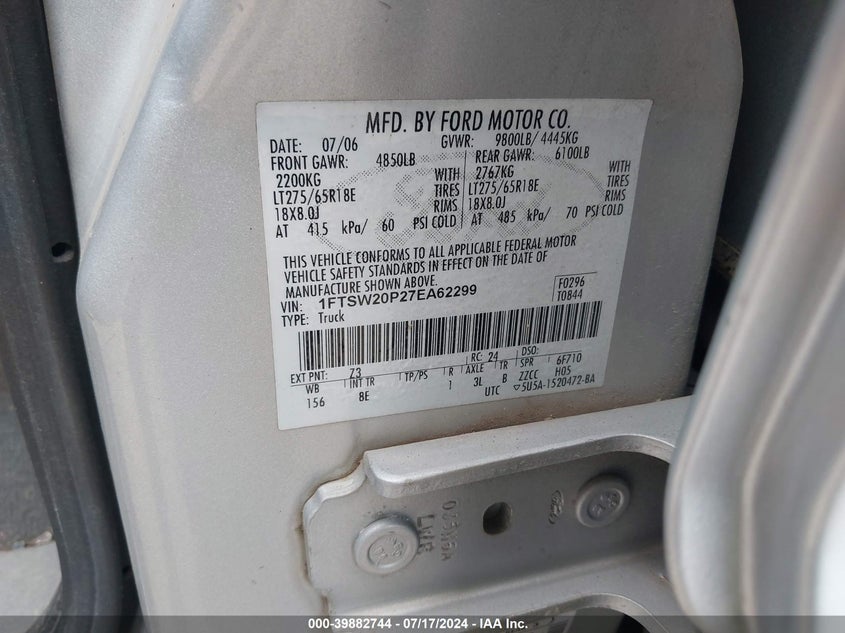 MFD. BY FORD MOTOR CO.
DATE: 07/06 GVWR: 9800LB/ 4445KG
FRONT GAWR: 4850LB REAR GAWR: 6100LB
2200KG WITH 2767KG WITH
LT275/65R18E TIRES LT275/65R18E TIRES
18X8.0J RIMS 18X8.0J RIMS
AT 415 kPa/ 60 PSI COLD AT 485 kPa/ 70 PSI COLD
THIS VEHICLE CONFORMS TO ALL APPLICABLE FEDERAL MOTOR
VEHICLE SAFETY STANDARDS IN EFFECT ON THE DATE OF
MANUFACTURE SHOWN ABOVE.
VIN: 1FTSW20P27EA62299 F0296
TYPE: Truck T0844
EXT PNT: Z3 RC: 24 DSO:
WB INT TR TP/PS R AXLE TR SPR 6F710
156 8E 1 3L B ZZCC H05
UTC ▽5U5A-1520472-BA
LWR
000-39882744 - 07/17/2024 - IAA Inc.